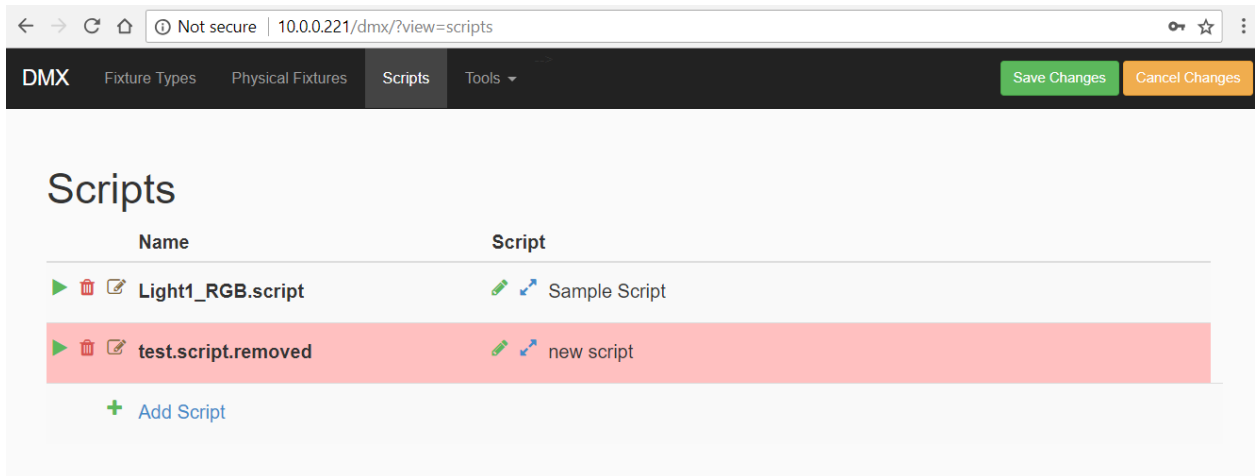 Not secure | 10.0.0.221/dmx/?view=scripts
DMX Fixture Types Physical Fixtures Scripts Tools Save Changes Cancel Changes
Scripts
Name Script
Light1_RGB.script Sample Script
test.script.removed new script
Add Script